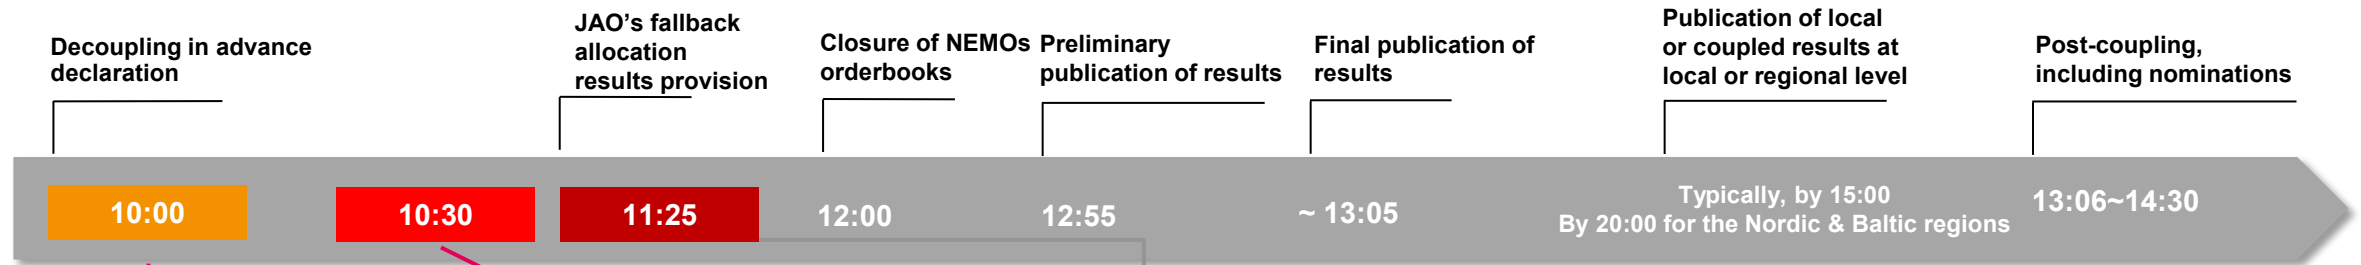 Decoupling in advance
declaration
JAO’s fallback
allocation
results provision
Closure of NEMOs
orderbooks
Preliminary
publication of results
Final publication of
results
Publication of local
or coupled results at
local or regional level
Post-coupling,
including nominations
10:00
10:30
11:25
12:00
12:55
~ 13:05
Typically, by 15:00
By 20:00 for the Nordic & Baltic regions
13:06~14:30